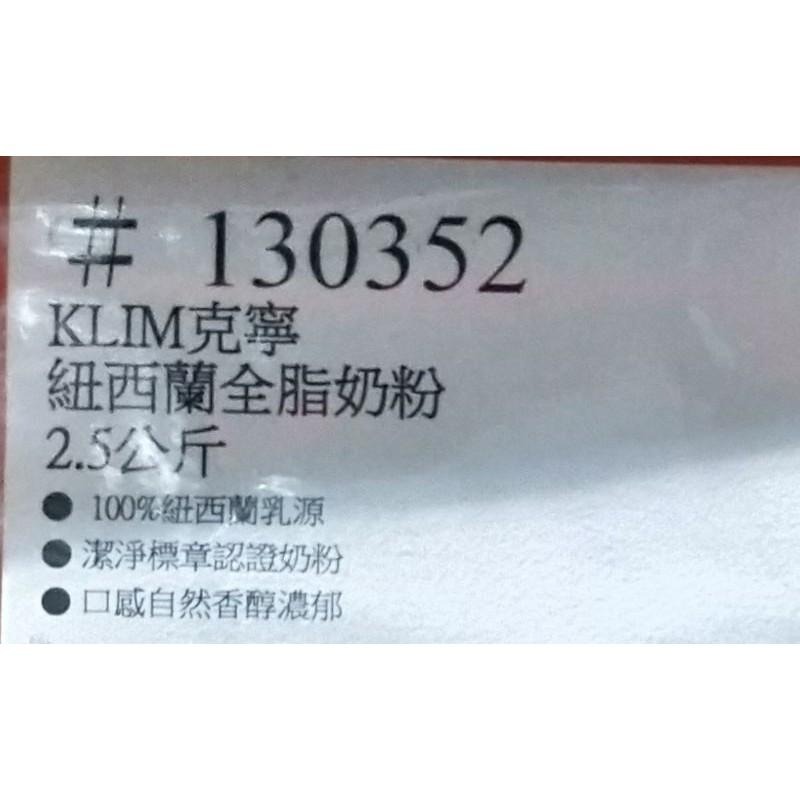 # 130352
KLIM克寧
紐西蘭全脂奶粉
2.5公斤
● 100%紐西蘭乳源
● 潔淨標章認證奶粉
● 口感自然香醇濃郁